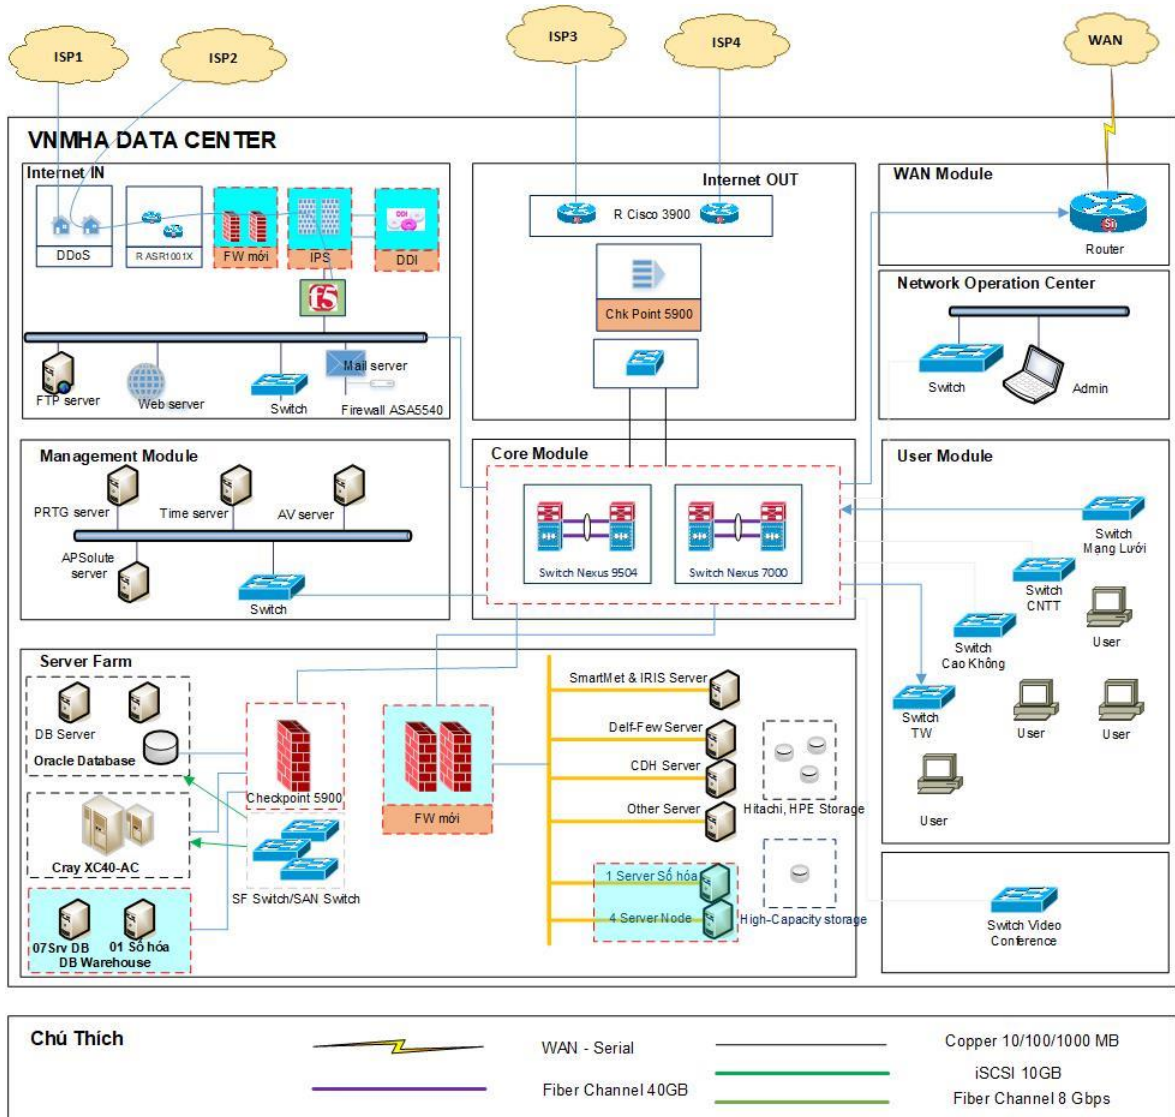 ISP1
ISP2
ISP3
ISP4
WAN
VNMHA DATA CENTER
Internet IN
DDoS
R ASR1001X
FW mới
IPS
DDI
DDI
f5
FTP server
Web server
Switch
Mail server
Firewall ASA5540
Internet OUT
R Cisco 3900
Chk Point 5900
WAN Module
Si
Router
Network Operation Center
Switch
Admin
Management Module
PRTG server
Time server
AV server
APSolute
server
Switch
Core Module
Switch Nexus 9504
Switch Nexus 7000
User Module
Switch
Mạng Lưới
Switch
CNTT
User
Switch
Cao Không
Switch
TW
User
User
User
Server Farm
DB Server
Oracle Database
Checkpoint 5900
Cray XC40-AC
SF Switch/SAN Switch
07Srv DB
01 Số hóa
DB Warehouse
FW mới
SmartMet & IRIS Server
Delf-Few Server
CDH Server
Other Server
Hitachi, HPE Storage
1 Server Số hóa
4 Server Node
High-Capacity storage
Switch Video
Conference
Chú Thích
WAN - Serial
Copper 10/100/1000 MB
Fiber Channel 40GB
iSCSI 10GB
Fiber Channel 8 Gbps